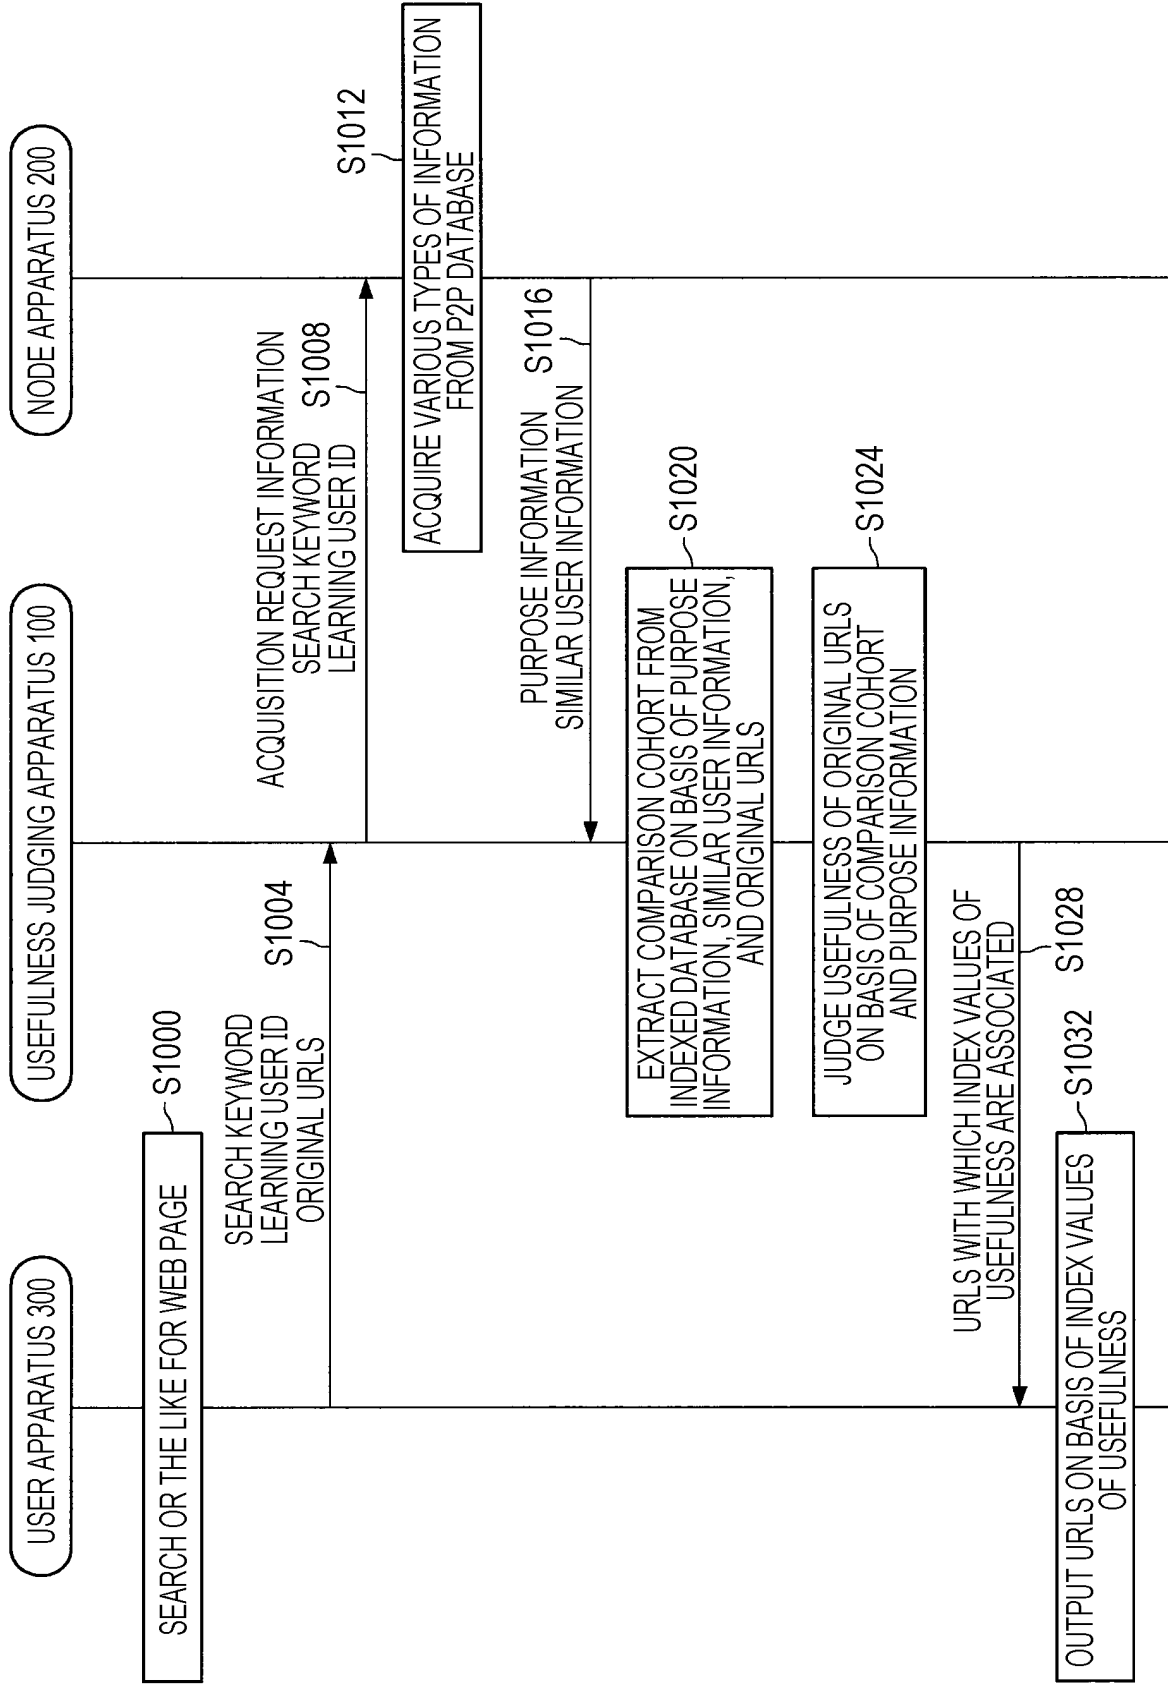 USER APPARATUS 300
USEFULNESS JUDGING APPARATUS 100
NODE APPARATUS 200
SEARCH OR THE LIKE FOR WEB PAGE
S1000
SEARCH KEYWORD
LEARNING USER ID
ORIGINAL URLS
S1004
ACQUISITION REQUEST INFORMATION
SEARCH KEYWORD
LEARNING USER ID
S1008
S1012
ACQUIRE VARIOUS TYPES OF INFORMATION
FROM P2P DATABASE
PURPOSE INFORMATION
SIMILAR USER INFORMATION
S1016
EXTRACT COMPARISON COHORT FROM
INDEXED DATABASE ON BASIS OF PURPOSE
INFORMATION, SIMILAR USER INFORMATION,
AND ORIGINAL URLS
S1020
JUDGE USEFULNESS OF ORIGINAL URLS
ON BASIS OF COMPARISON COHORT
AND PURPOSE INFORMATION
S1024
URLS WITH WHICH INDEX VALUES OF
USEFULNESS ARE ASSOCIATED
S1028
OUTPUT URLS ON BASIS OF INDEX VALUES
OF USEFULNESS
S1032